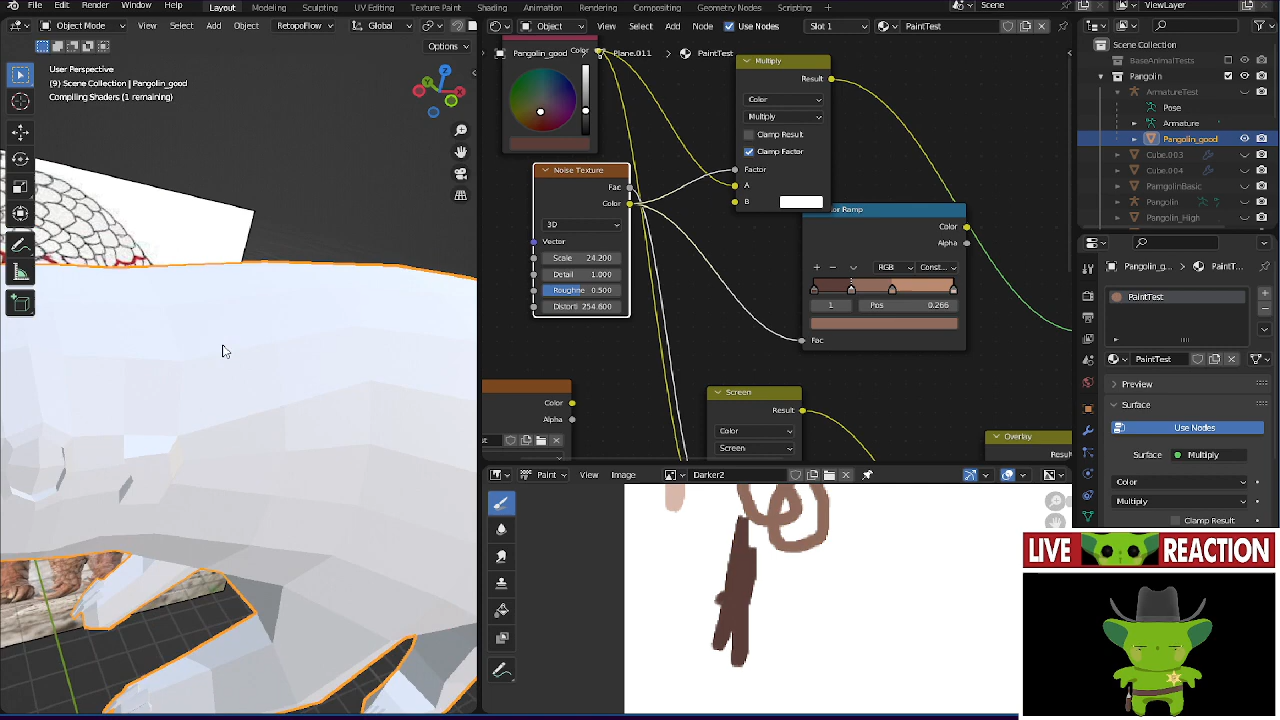 File Edit Render Window Help Layout Modeling Sculpting UV Editing Texture Paint Shading Animation Rendering Compositing Geometry Nodes Scripting Scene ViewLayer
Object View Select Add Object RetopoFlow Global Object View Select Add Node Use Nodes Slot 1 PaintTest
Options
User Perspective
(9) Scene Collection | Pangolin_good
Compiling Shaders (1 remaining)
Pangolin_good Plane.011 PaintTest
Color
Multiply
Result
Color
Multiply
Clamp Result
Clamp Factor
Factor
A
B
Noise Texture
Fac
Color
3D
Vector
Scale 24.200
Detail 1.000
Roughne 0.500
Distorti 254.600
or Ramp
Color
Alpha
RGB Const...
1 Pos 0.266
Fac
Color
Alpha
Screen
Result
Color
Screen
Overlay
Result
Scene Collection
BaseAnimalTests
Pangolin
ArmatureTest
Pose
Armature
Pangolin_good
Cube.003
Cube.004
PamgolinBasic
Pangolin
Pangolin_High
Pangolin_g... PaintT...
PaintTest
PaintTest
Preview
Surface
Use Nodes
Surface Multiply
Color
Multiply
Clamp Result
Paint View Image Darker2
LIVE REACTION